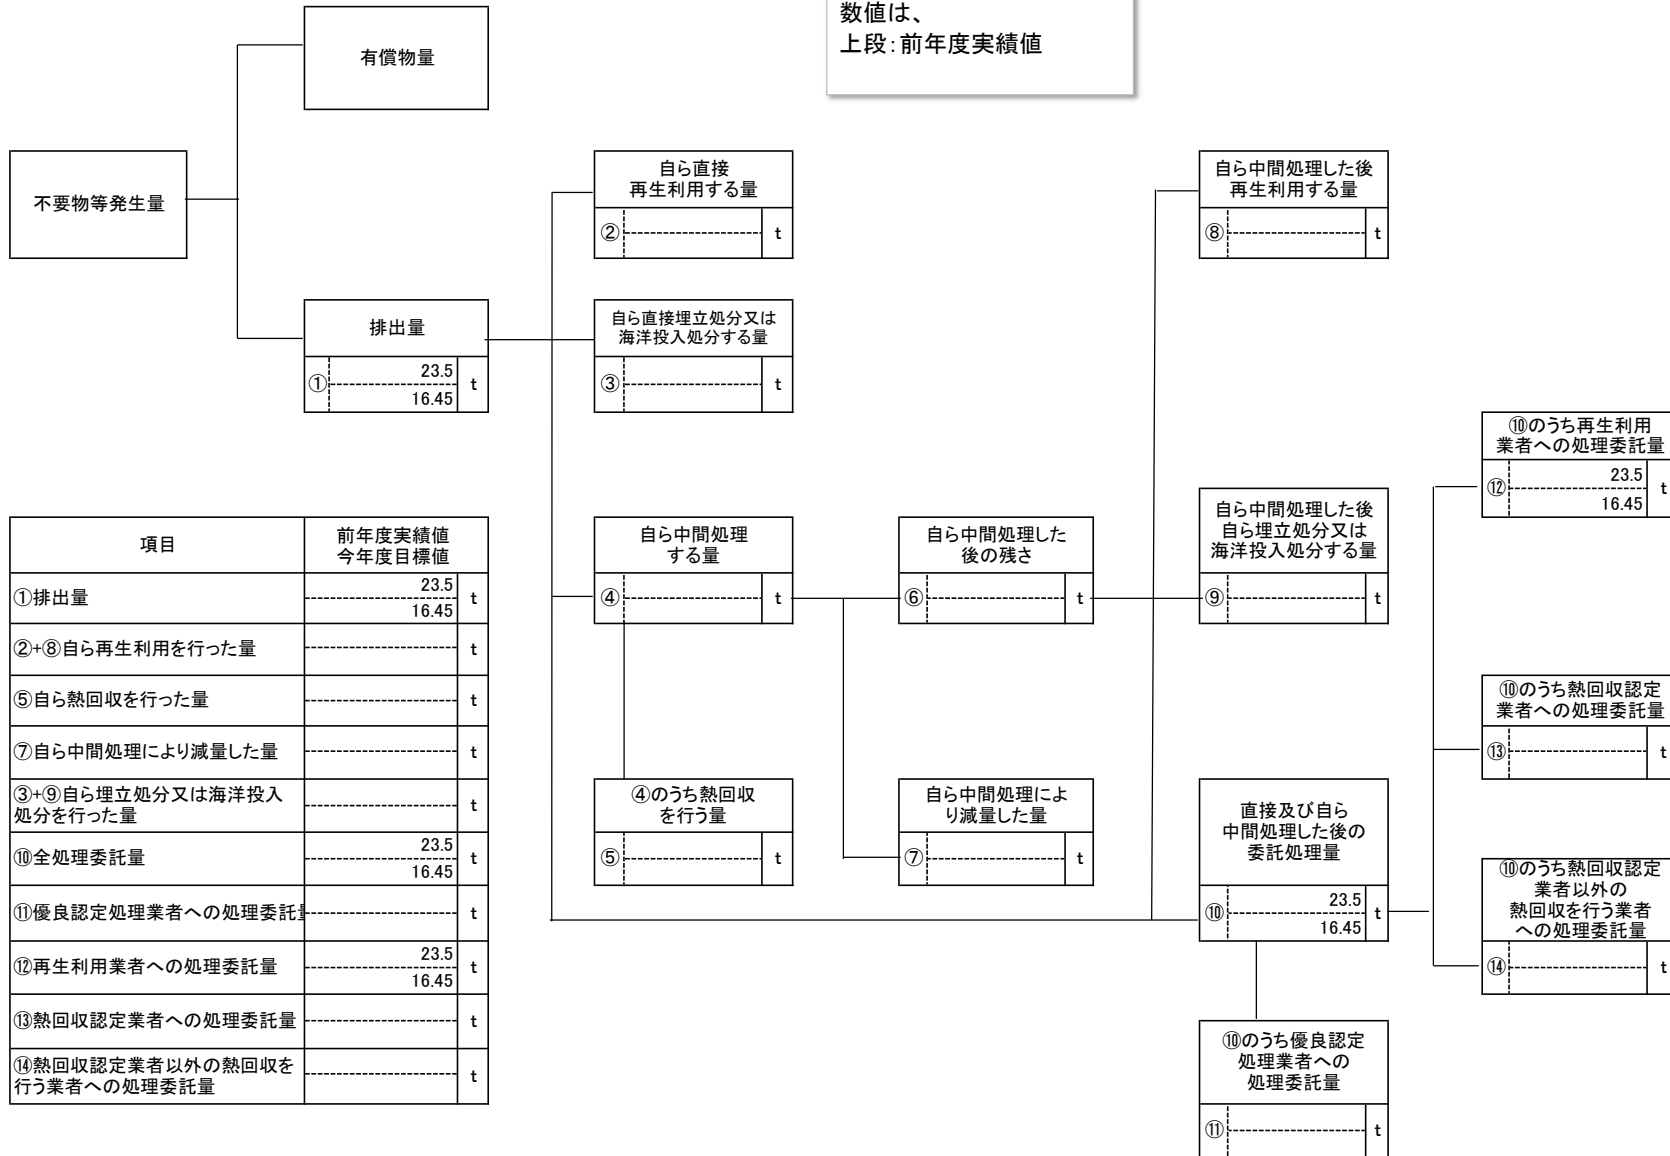 数値は、
上段：前年度実績値
有償物量
不要物等発生量
排出量
① 23.5 t
16.45
自ら直接
再生利用する量
② t
自ら直接埋立処分又は
海洋投入処分する量
③ t
自ら中間処理した後
再生利用する量
⑧ t
⑩のうち再生利用
業者への処理委託量
⑫ 23.5 t
16.45
自ら中間処理
する量
④ t
自ら中間処理した
後の残さ
⑥ t
自ら中間処理した後
自ら埋立処分又は
海洋投入処分する量
⑨ t
⑩のうち熱回収認定
業者への処理委託量
⑬ t
④のうち熱回収
を行う量
⑤ t
自ら中間処理によ
り減量した量
⑦ t
直接及び自ら
中間処理した後の
委託処理量
⑩ 23.5 t
16.45
⑩のうち熱回収認定
業者以外の
熱回収を行う業者
への処理委託量
⑭ t
⑩のうち優良認定
処理業者への
処理委託量
⑪ t
項目 前年度実績値
今年度目標値
①排出量 23.5 t
16.45
②+⑧自ら再生利用を行った量 t
⑤自ら熱回収を行った量 t
⑦自ら中間処理により減量した量 t
③+⑨自ら埋立処分又は海洋投入
処分を行った量 t
⑩全処理委託量 23.5 t
16.45
⑪優良認定処理業者への処理委託 t
⑫再生利用業者への処理委託量 23.5 t
16.45
⑬熱回収認定業者への処理委託量 t
⑭熱回収認定業者以外の熱回収を
行う業者への処理委託量 t